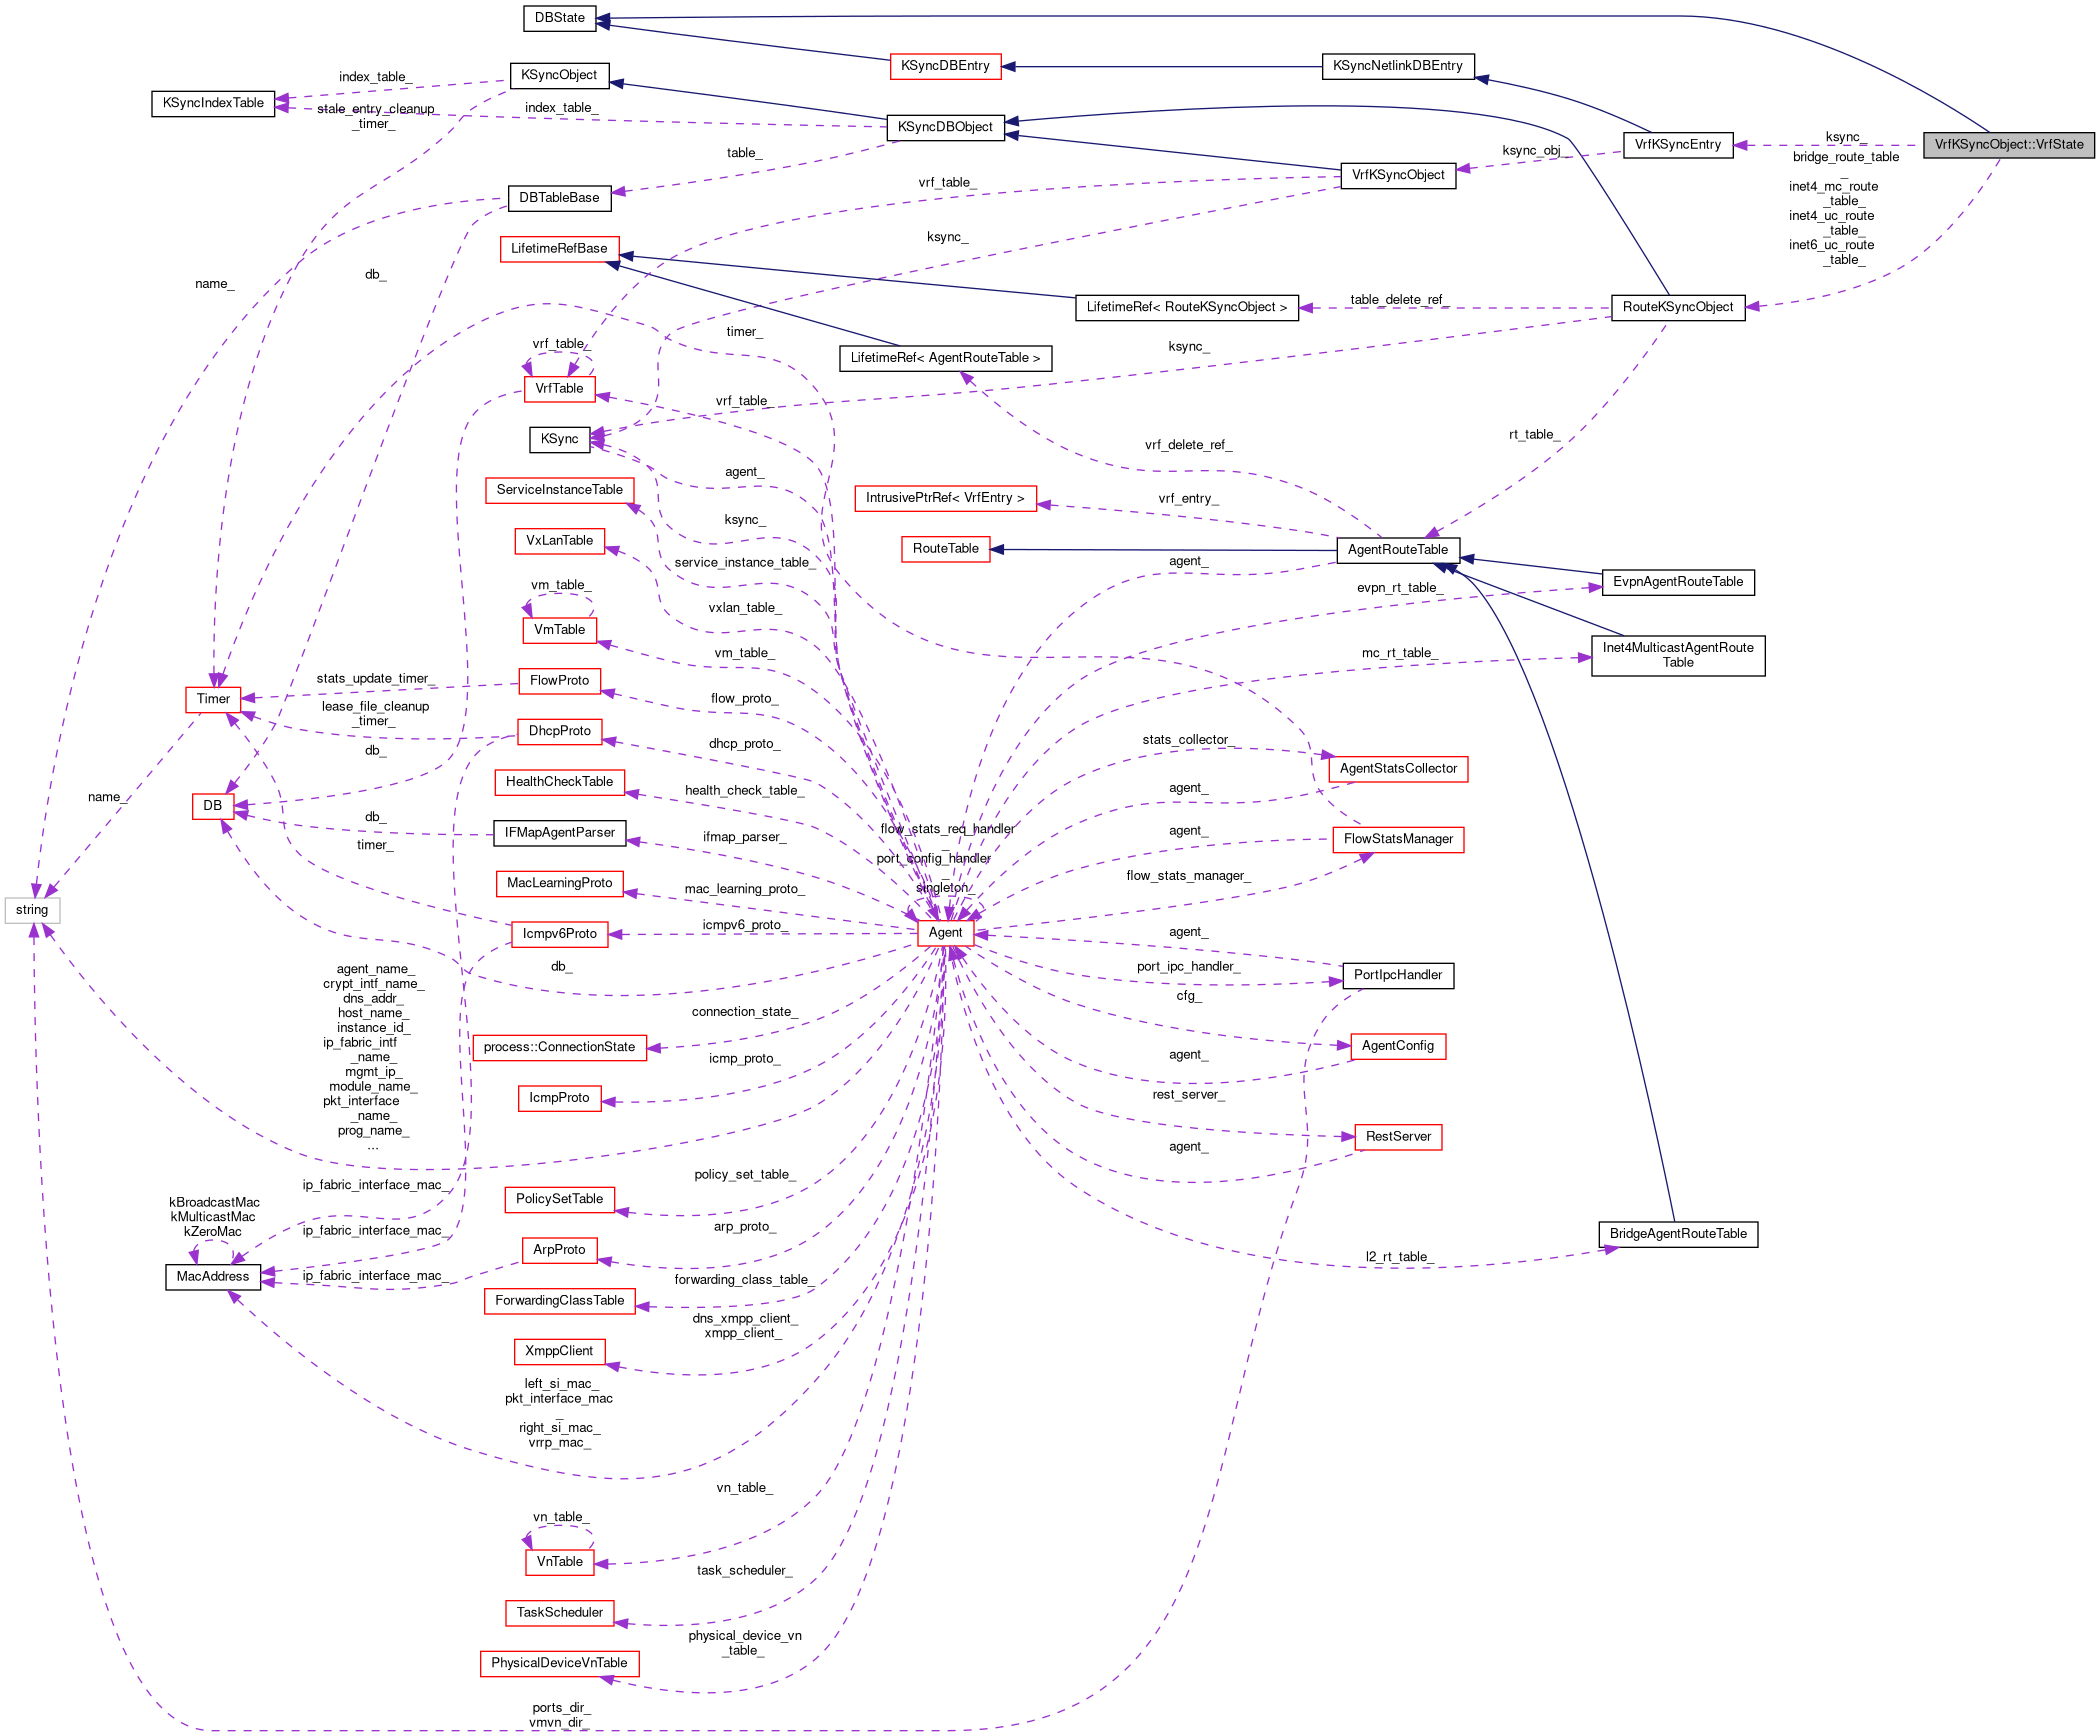 DBState
KSyncDBEntry
KSyncNetlinkDBEntry
KSyncObject
index_table_
KSyncIndexTable
stale_entry_cleanup
_timer_
index_table_
KSyncDBObject
VrfKSyncEntry
ksync_
VrfKSyncObject::VrfState
bridge_route_table
_
inet4_mc_route
_table_
inet4_uc_route
_table_
inet6_uc_route
_table_
ksync_obj_
VrfKSyncObject
table_
vrf_table_
DBTableBase
ksync_
LifetimeRefBase
name_
db_
LifetimeRef< RouteKSyncObject >
table_delete_ref_
RouteKSyncObject
timer_
vrf_table_
LifetimeRef< AgentRouteTable >
ksync_
VrfTable
vrf_table_
KSync
rt_table_
vrf_delete_ref_
agent_
ServiceInstanceTable
IntrusivePtrRef< VrfEntry >
vrf_entry_
ksync_
VxLanTable
RouteTable
AgentRouteTable
service_instance_table_
agent_
EvpnAgentRouteTable
evpn_rt_table_
vm_table_
vxlan_table_
VmTable
Inet4MulticastAgentRoute
Table
mc_rt_table_
vm_table_
FlowProto
stats_update_timer_
Timer
flow_proto_
lease_file_cleanup
_timer_
DhcpProto
dhcp_proto_
stats_collector_
AgentStatsCollector
db_
HealthCheckTable
health_check_table_
agent_
name_
DB
db_
IFMapAgentParser
ifmap_parser_
timer_
flow_stats_req_handler
_
port_config_handler
_
singleton_
agent_
FlowStatsManager
flow_stats_manager_
MacLearningProto
mac_learning_proto_
string
Icmpv6Proto
icmpv6_proto_
Agent
agent_
db_
port_ipc_handler_
PortIpcHandler
agent_name_
crypt_intf_name_
dns_addr_
host_name_
instance_id_
ip_fabric_intf
_name_
mgmt_ip_
module_name_
pkt_interface
_name_
prog_name_
...
cfg_
connection_state_
process::ConnectionState
AgentConfig
agent_
icmp_proto_
IcmpProto
rest_server_
RestServer
agent_
policy_set_table_
PolicySetTable
ip_fabric_interface_mac_
kBroadcastMac
kMulticastMac
kZeroMac
ip_fabric_interface_mac_
arp_proto_
ArpProto
BridgeAgentRouteTable
l2_rt_table_
MacAddress
ip_fabric_interface_mac_
forwarding_class_table_
ForwardingClassTable
dns_xmpp_client_
xmpp_client_
XmppClient
left_si_mac_
pkt_interface_mac
_
right_si_mac_
vrrp_mac_
vn_table_
vn_table_
VnTable
task_scheduler_
TaskScheduler
physical_device_vn
_table_
PhysicalDeviceVnTable
ports_dir_
vmvn_dir_